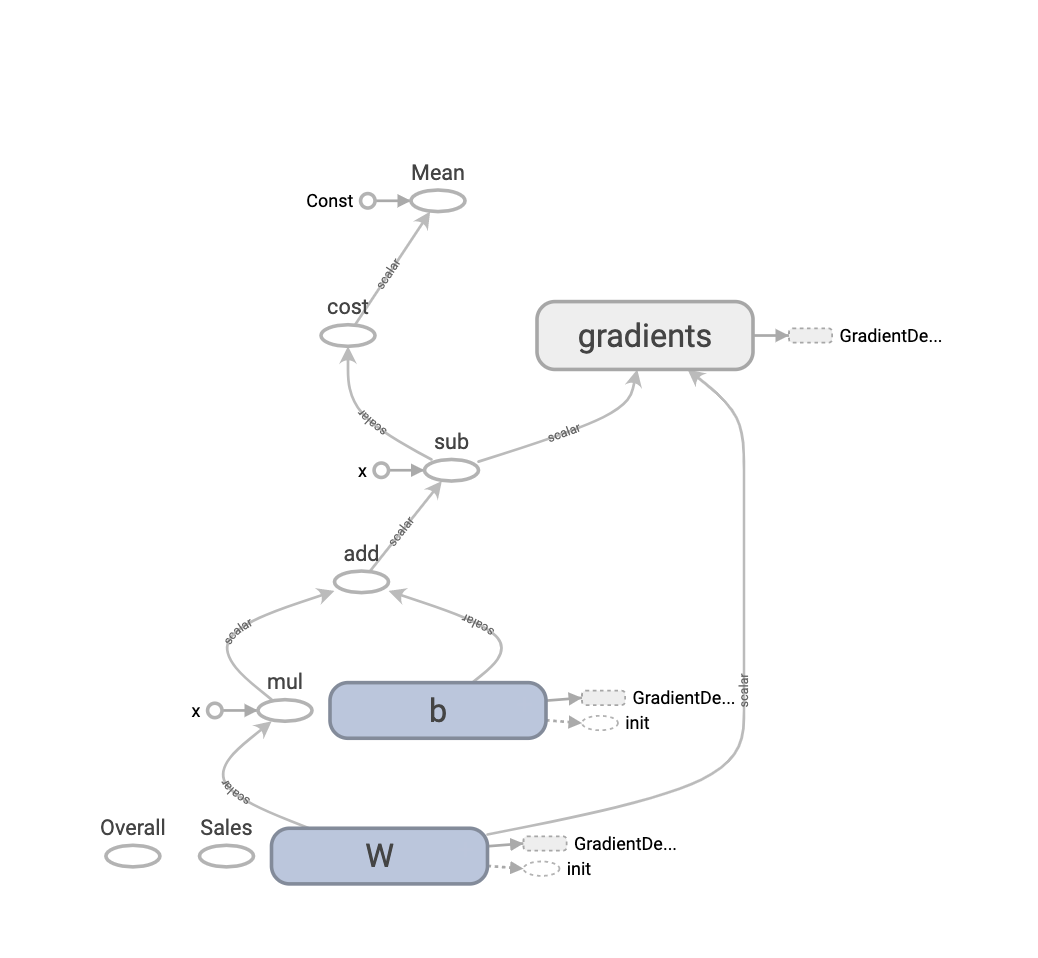 Mean
Const
scalar
cost
gradients
GradientDe...
scalar
scalar
sub
x
scalar
add
scalar
scalar
mul
x
b
GradientDe...
init
scalar
scalar
Overall
Sales
W
GradientDe...
init